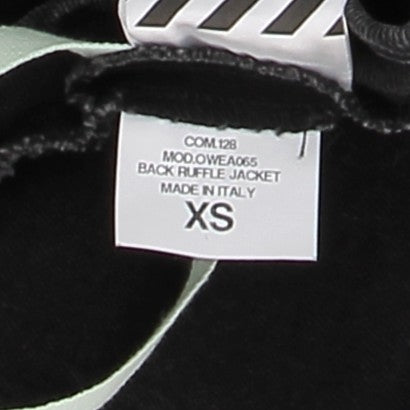 COM.128
MOD.OWEA065
BACK RUFFLE JACKET
MADE IN ITALY
XS